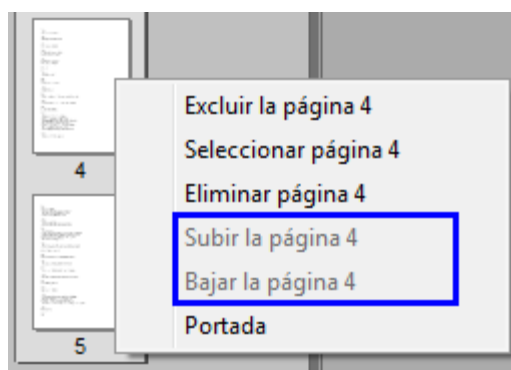 Excluir la página 4
Seleccionar página 4
Eliminar página 4
Subir la página 4
Bajar la página 4
Portada
4
5